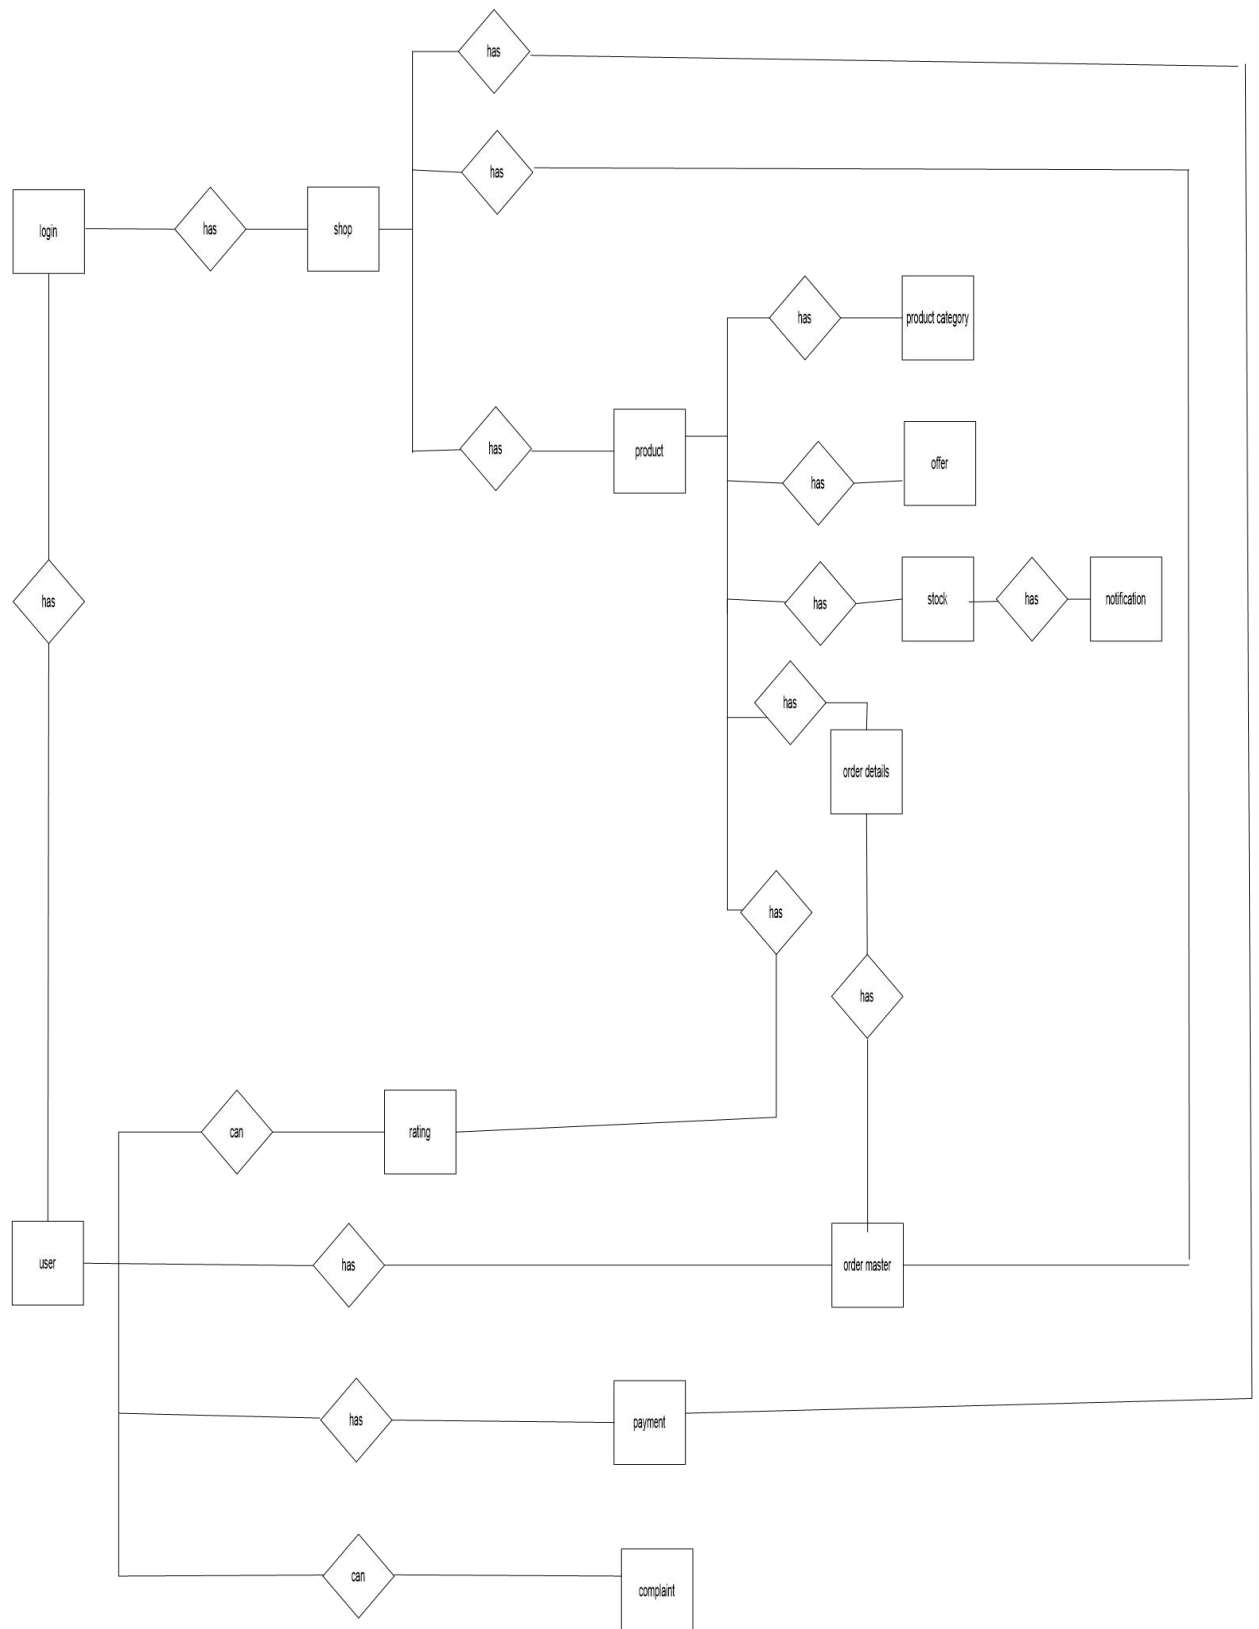 has
has
login
has
shop
has
product category
has
product
offer
has
has
stock
has
notification
has
has
order details
has
has
can
rating
user
has
order master
has
payment
can
complaint